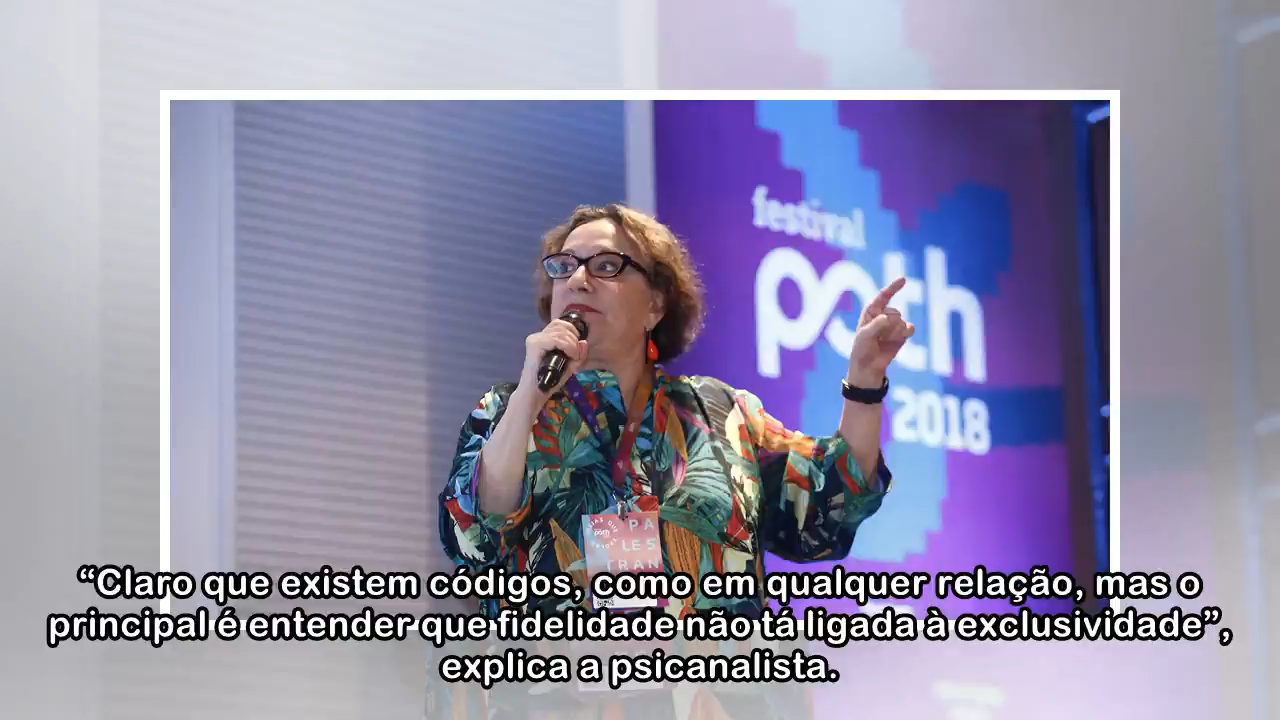 festival
path
2018
PA
LES
TRAN
“Claro que existem códigos, como em qualquer relação, mas o
principal é entender que fidelidade não tá ligada à exclusividade”,
explica a psicanalista.